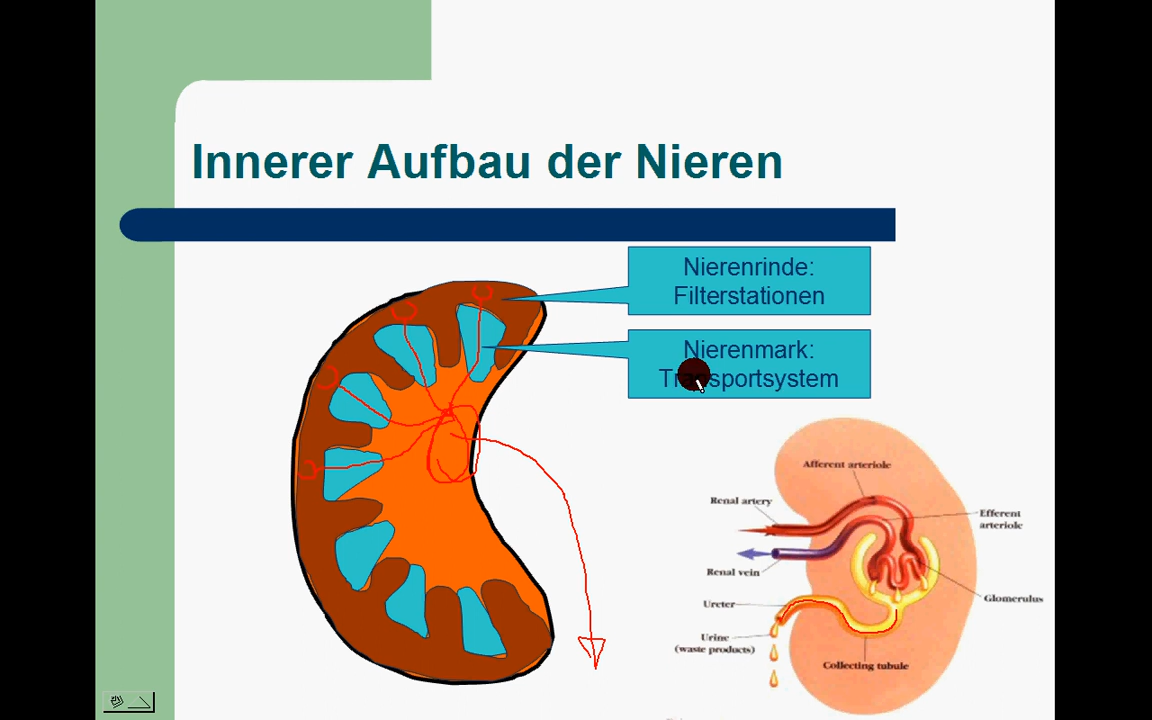 Innerer Aufbau der Nieren
Nierenrinde:
Filterstationen
Nierenmark:
Transportsystem
Afferent arteriole
Renal artery
Efferent
arteriole
Renal vein
Glomerulus
Ureter
Urine
(waste products)
Collecting tubule